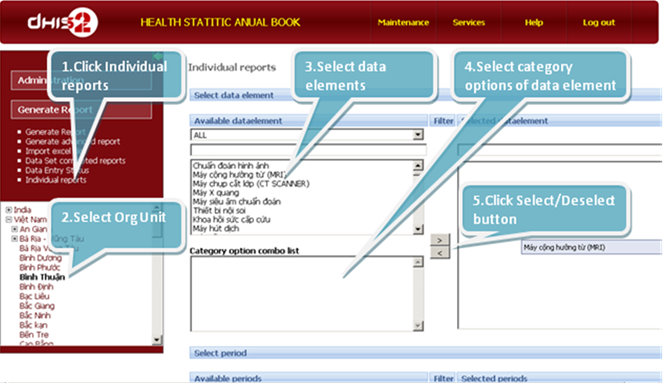 dhis2
HEALTH STATITIC ANUAL BOOK
Maintenance
Services
Help
Log out
1.Click Individual
reports
Administration
Generate Report
Generate Report
Generate advanced report
Import excel
Data Set completed reports
Data Entry Status
Individual reports
2.Select Org Unit
India
Việt Nam
An Gian
Bà Rịa - Vũng Tàu
Bà Rịa Vũng Tàu
Bình Dương
Bình Phước
Bình Thuận
Bình Định
Bạc Liêu
Bắc Giang
Bắc Ninh
Bắc kạn
Bến Tre
Cao Bằng
Individual reports
3.Select data
elements
4.Select category
options of data element
Select data element
Available dataelement
Filter
Selected dataelement
ALL
Chuẩn đoán hình ảnh
Máy cộng hưởng từ (MRI)
Máy chụp cắt lớp (CT SCANNER)
Máy X quang
Máy siêu âm chuẩn đoán
Thiết bị nội soi
Khoa hồi sức cấp cứu
Máy hút dịch
5.Click Select/Deselect
button
>
<
Máy cộng hưởng từ (MRI)
Category option combo list
Select period
Available periods
Filter
Selected periods